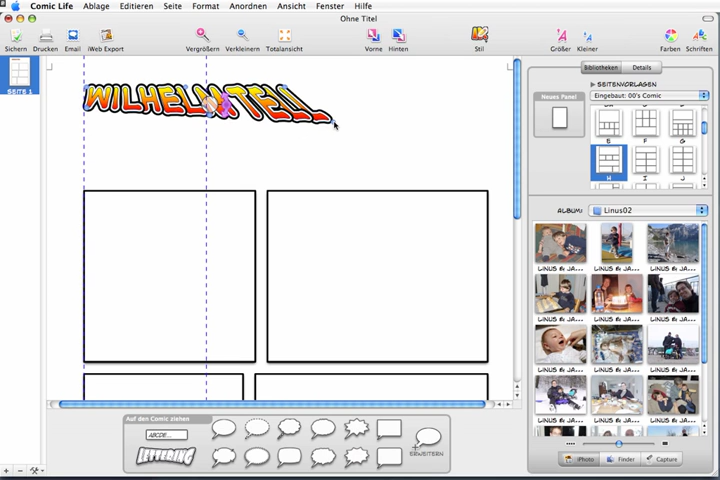 Comic Life Ablage Editieren Seite Format Anordnen Ansicht Fenster Hilfe
Ohne Titel
Sichern Drucken Email iWeb Export Vergrößern Verkleinern Totalansicht Vorne Hinten Stil Größer Kleiner Farben Schriften
SEITE 1
WILHELM TELL
Bibliotheken Details
SEITENVORLAGEN
Neues Panel
Eingebaut: 00's Comic
E F G
H I J
ALBUM: Linus02
LINUS & JA... LINUS & JA... LINUS & JA...
LINUS & JA... LINUS & JA... LINUS & JA...
LINUS & JA... LINUS & JA... LINUS & JA...
LINUS & JA... LINUS & JA... LINUS & JA...
Auf den Comic ziehen
ABCDE...
LETTERING
ERWEITERN
iPhoto Finder Capture